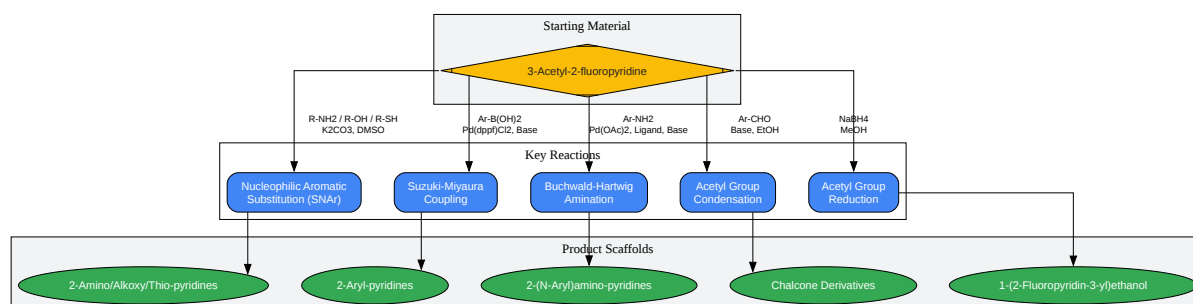 Starting Material
3-Acetyl-2-fluoropyridine
R-NH2 / R-OH / R-SH
K2CO3, DMSO
Ar-B(OH)2
Pd(dppf)Cl2, Base
Ar-NH2
Pd(OAc)2, Ligand, Base
Ar-CHO
Base, EtOH
NaBH4
MeOH
Key Reactions
Nucleophilic Aromatic
Substitution (SNAr)
Suzuki-Miyaura
Coupling
Buchwald-Hartwig
Amination
Acetyl Group
Condensation
Acetyl Group
Reduction
Product Scaffolds
2-Amino/Alkoxy/Thio-pyridines
2-Aryl-pyridines
2-(N-Aryl)amino-pyridines
Chalcone Derivatives
1-(2-Fluoropyridin-3-yl)ethanol